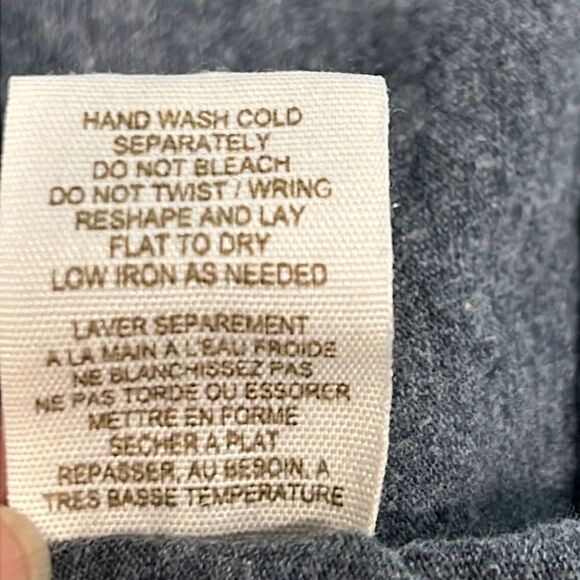 HAND WASH COLD
SEPARATELY
DO NOT BLEACH
DO NOT TWIST / WRING
RESHAPE AND LAY
FLAT TO DRY
LOW IRON AS NEEDED
LAVER SEPAREMENT
A LA MAIN A L'EAU FROIDE
NE BLANCHISSEZ PAS
NE PAS TORDE OU ESSORER
METTRE EN FORME
SECHER A PLAT
REPASSER, AU BESOIN, A
TRES BASSE TEMPERATURE